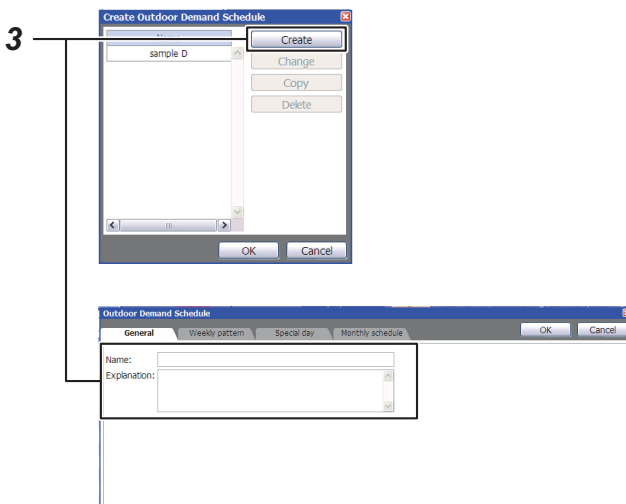 Create Outdoor Demand Schedule
3
Create
sample D
Change
Copy
Delete
OK Cancel
Outdoor Demand Schedule
General Weekly pattern Special day Monthly schedule OK Cancel
Name:
Explanation: